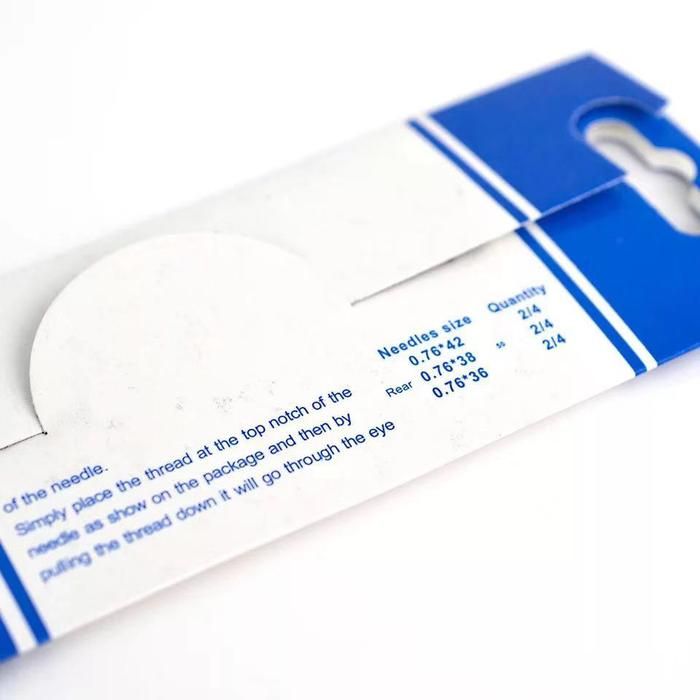 Needles size Quantity
0.76*42 2/4
Rear 0.76*38 ss 2/4
0.76*36 2/4
of the needle.
Simply place the thread at the top notch of the
needle as show on the package and then by
pulling the thread down it will go through the eye